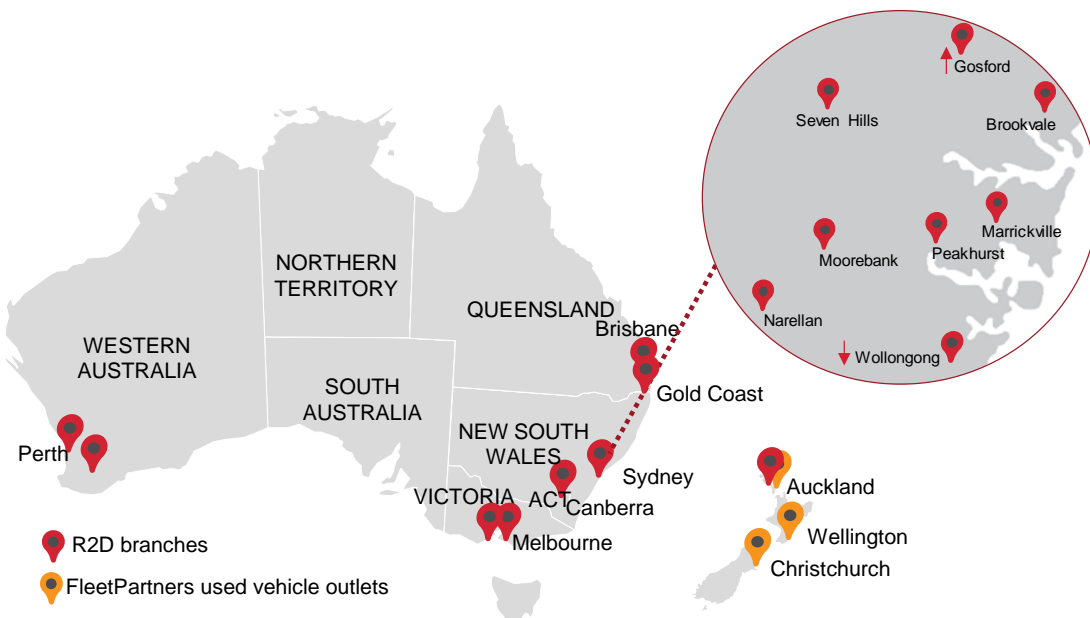 Gosford
Seven Hills
Brookvale
Marrickville
Peakhurst
Moorebank
Narellan
Wollongong
NORTHERN
TERRITORY
QUEENSLAND
Brisbane
WESTERN
AUSTRALIA
SOUTH
AUSTRALIA
Gold Coast
NEW SOUTH
WALES
Perth
Sydney
VICTORIA
ACT
Canberra
Auckland
Melbourne
Wellington
Christchurch
R2D branches
FleetPartners used vehicle outlets